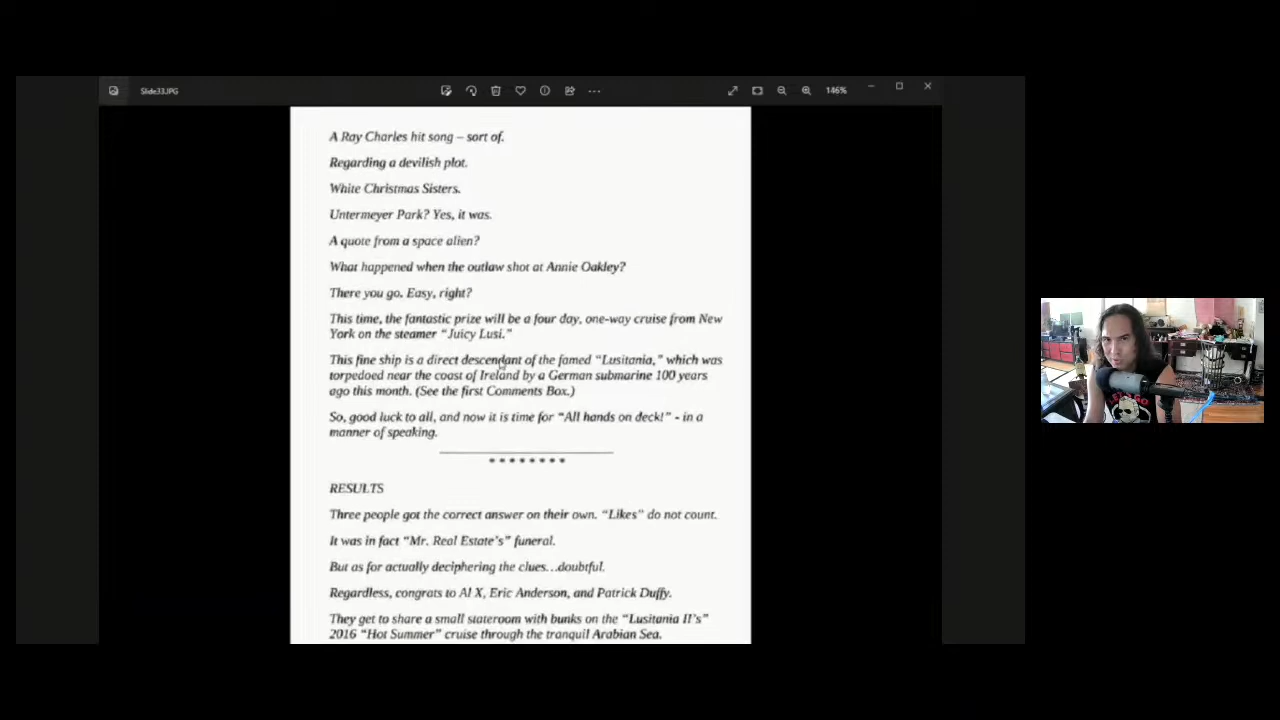 Slide33.JPG
146%
A Ray Charles hit song – sort of.
Regarding a devilish plot.
White Christmas Sisters.
Untermeyer Park? Yes, it was.
A quote from a space alien?
What happened when the outlaw shot at Annie Oakley?
There you go. Easy, right?
This time, the fantastic prize will be a four day, one-way cruise from New
York on the steamer “Juicy Lusi.”
This fine ship is a direct descendant of the famed “Lusitania,” which was
torpedoed near the coast of Ireland by a German submarine 100 years
ago this month. (See the first Comments Box.)
So, good luck to all, and now it is time for “All hands on deck!” - in a
manner of speaking.
* * * * * * * *
RESULTS
Three people got the correct answer on their own. “Likes” do not count.
It was in fact “Mr. Real Estate’s” funeral.
But as for actually deciphering the clues…doubtful.
Regardless, congrats to Al X, Eric Anderson, and Patrick Duffy.
They get to share a small stateroom with bunks on the “Lusitania II’s”
2016 “Hot Summer” cruise through the tranquil Arabian Sea.